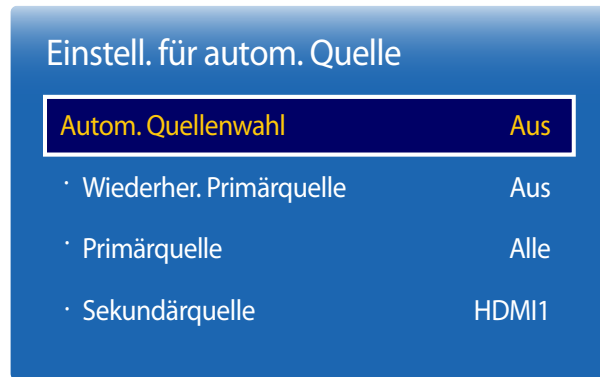 Einstell. für autom. Quelle
Autom. Quellenwahl Aus
· Wiederher. Primärquelle Aus
· Primärquelle Alle
· Sekundärquelle HDMI1